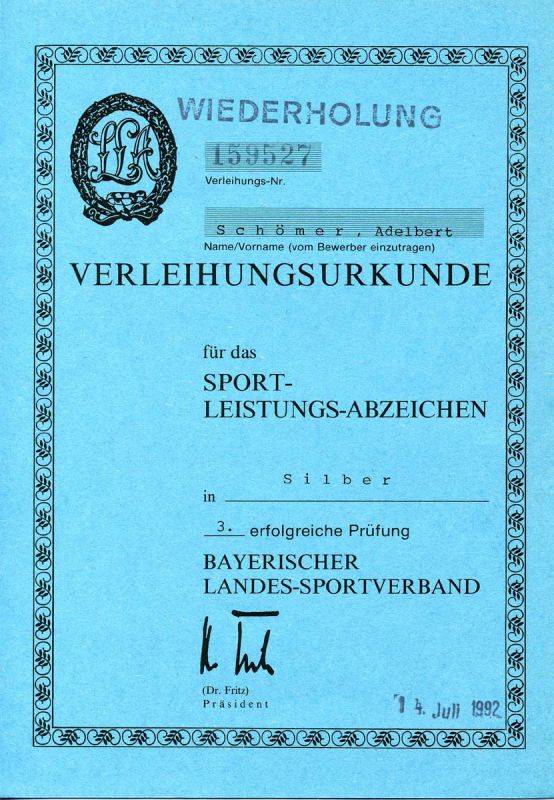 WIEDERHOLUNG
159527
Verleihungs-Nr.
Schömer, Adelbert
Name/Vorname (vom Bewerber einzutragen)
VERLEIHUNGSURKUNDE
für das
SPORT-
LEISTUNGS-ABZEICHEN
Silber
in
3. erfolgreiche Prüfung
BAYERISCHER
LANDES-SPORTVERBAND
(Dr. Fritz)
Präsident
14. Juli 1992